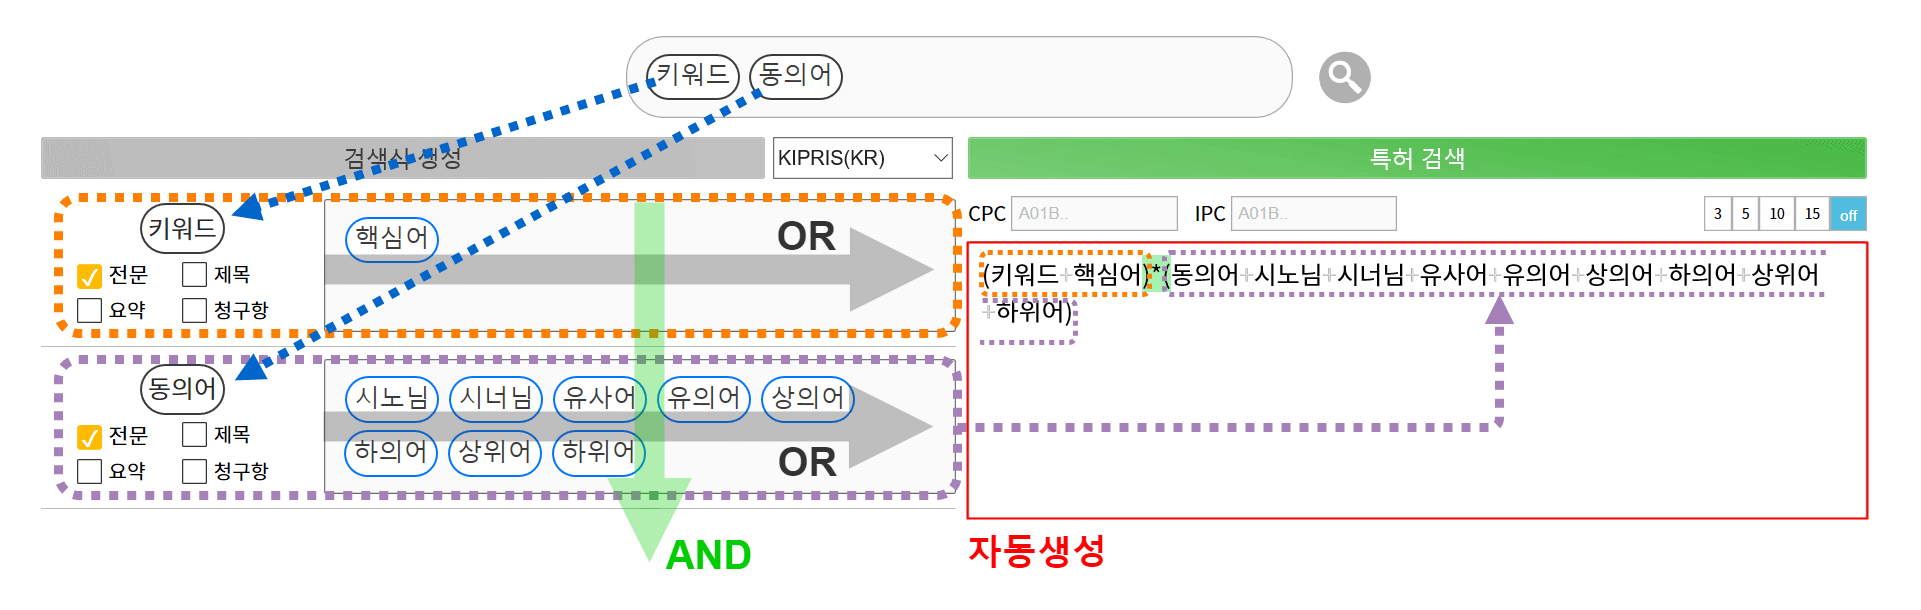 키워드 동의어
검색식 생성 KIPRIS(KR) 특허 검색
키워드
전문 제목
요약 청구항
핵심어
OR
CPC A01B.. IPC A01B.. 3 5 10 15 off
(키워드+핵심어)*(동의어+시노님+시너님+유사어+유의어+상의어+하의어+상위어
+하위어)
동의어
전문 제목
요약 청구항
시노님 시너님 유사어 유의어 상의어
하의어 상위어 하위어
OR
AND
자동생성